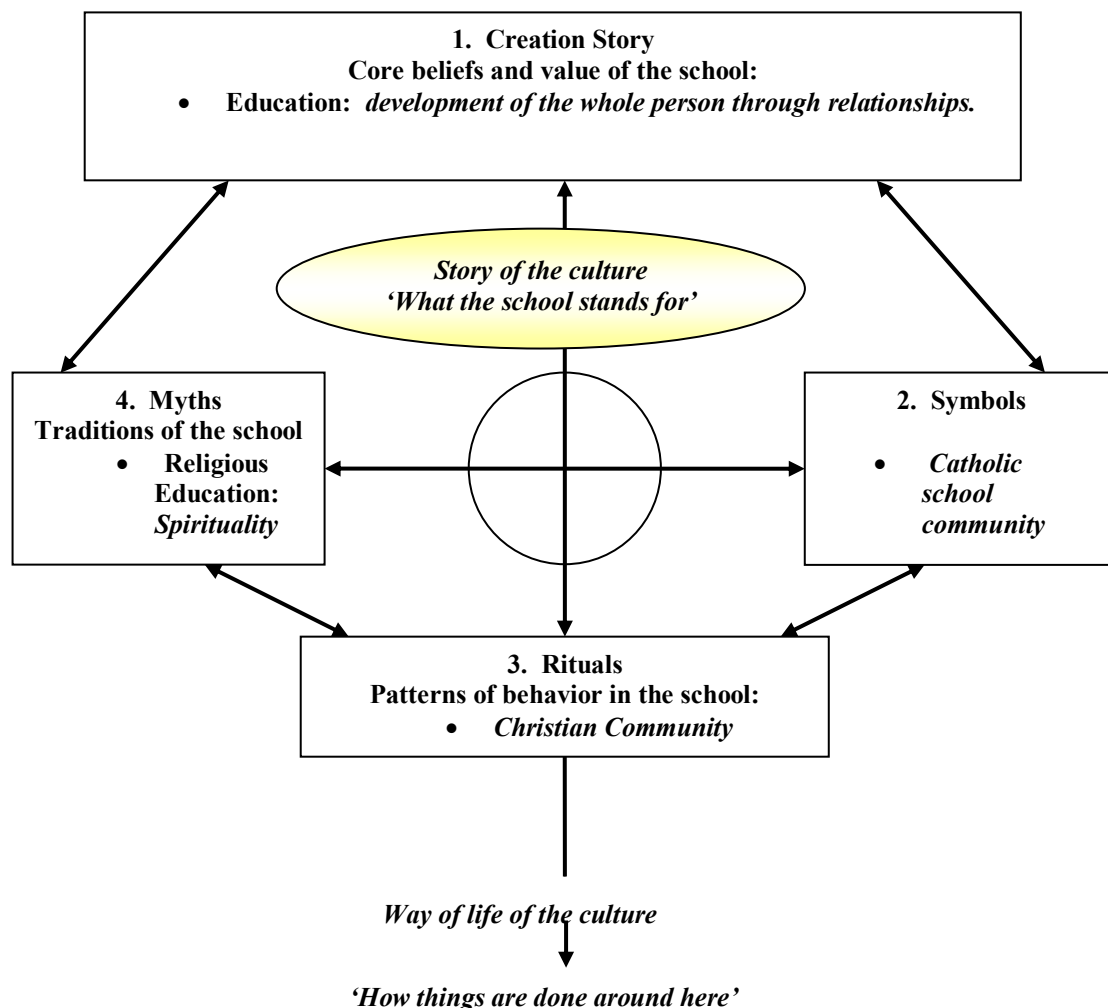 1. Creation Story
Core beliefs and value of the school:
• Education: development of the whole person through relationships.
Story of the culture
‘What the school stands for’
4. Myths
Traditions of the school
• Religious
Education:
Spirituality
2. Symbols
• Catholic
school
community
3. Rituals
Patterns of behavior in the school:
• Christian Community
Way of life of the culture
‘How things are done around here’